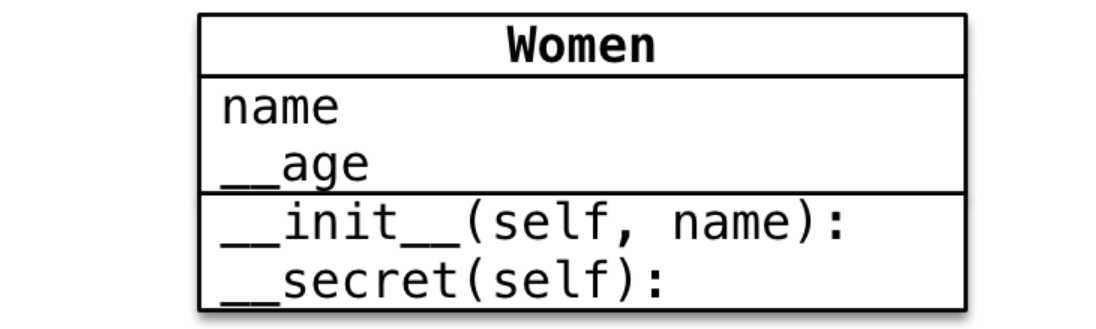 Women
name
__age
__init__(self, name):
__secret(self):